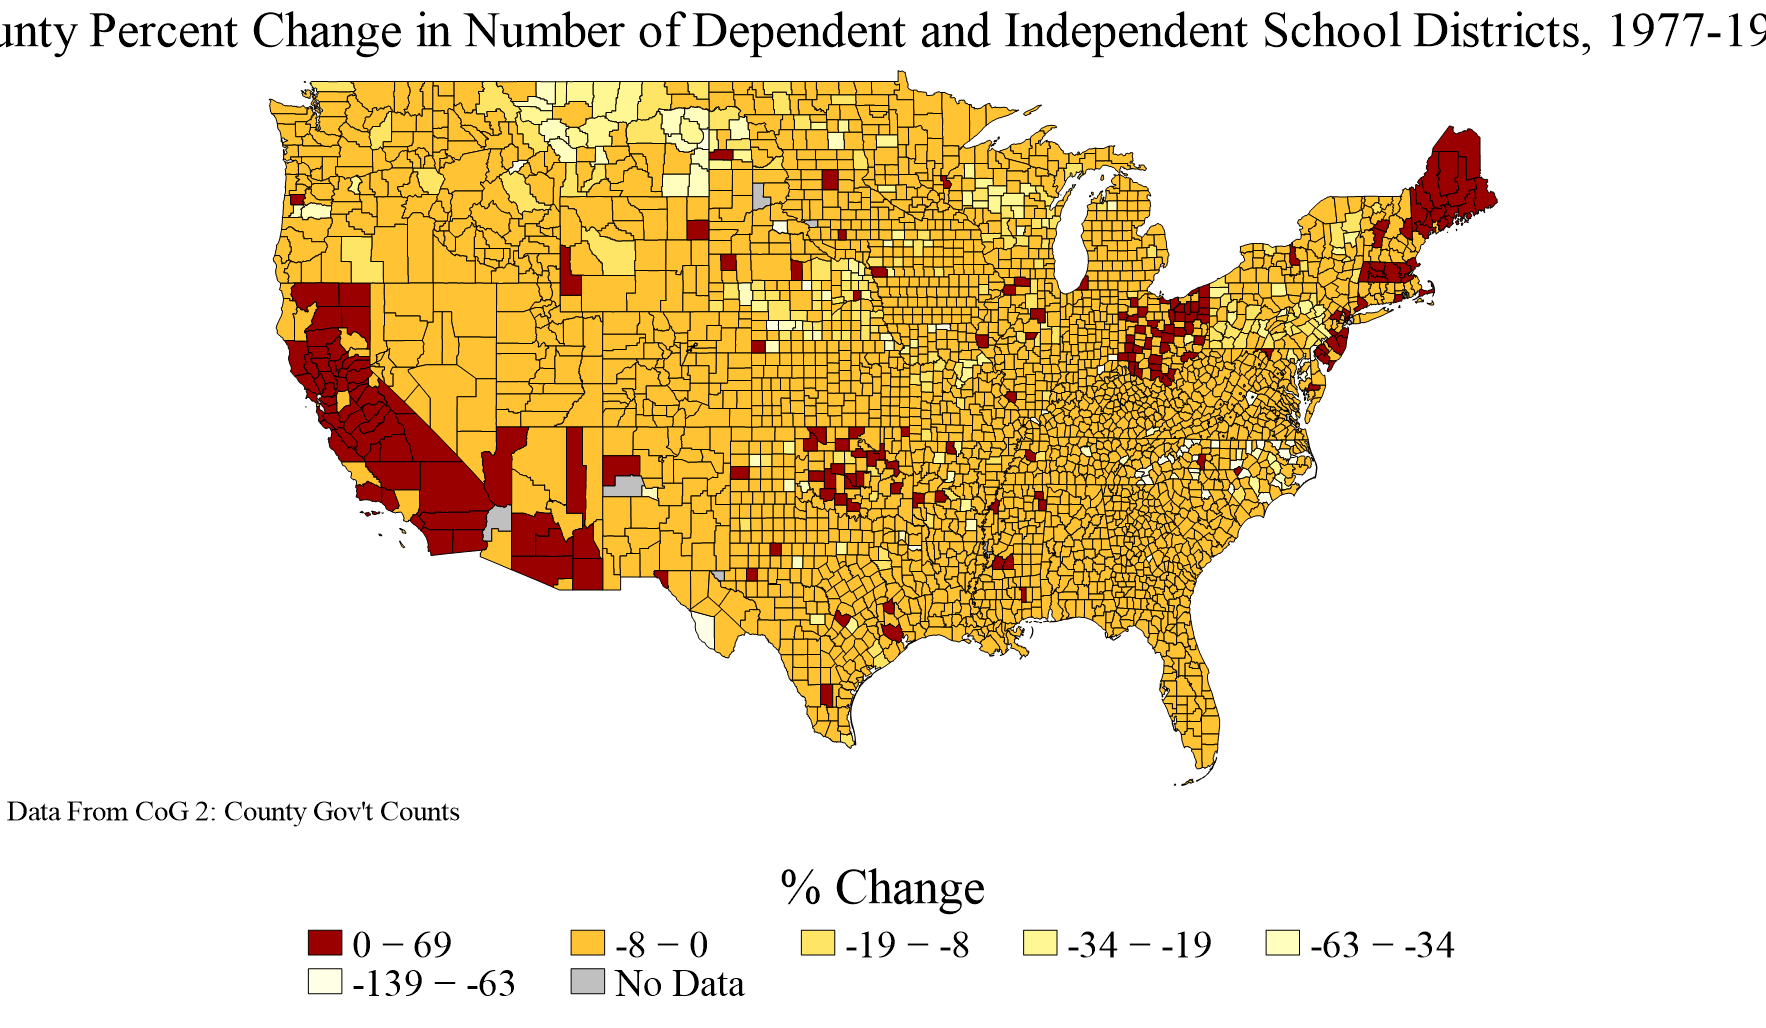 unty Percent Change in Number of Dependent and Independent School Districts, 1977-19
Data From CoG 2: County Gov't Counts
% Change
0 − 69
-8 − 0
-19 − -8
-34 − -19
-63 − -34
-139 − -63
No Data